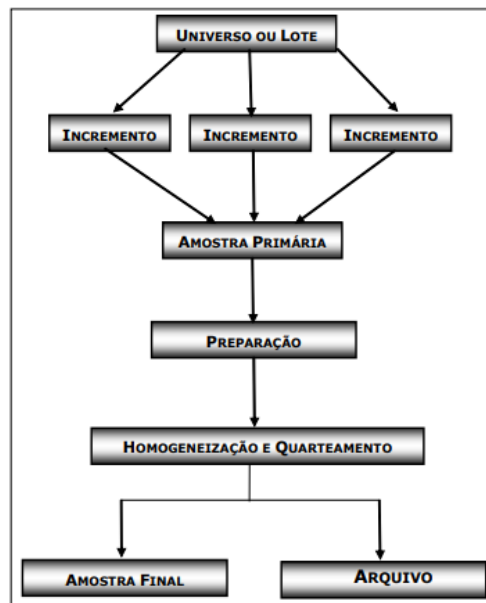 UNIVERSO OU LOTE
INCREMENTO
INCREMENTO
INCREMENTO
AMOSTRA PRIMÁRIA
PREPARAÇÃO
HOMOGENEIZAÇÃO E QUARTEAMENTO
AMOSTRA FINAL
ARQUIVO